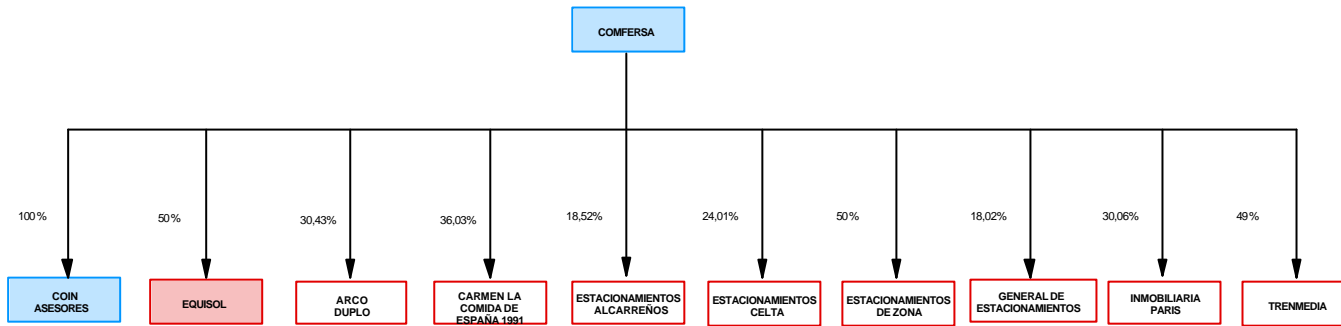 COMFERSA
100%
50%
30,43%
36,03%
18,52%
24,01%
50%
18,02%
30,06%
49%
COIN
ASESORES
EQUISOL
ARCO
DUPLO
CARMEN LA
COMIDA DE
ESPAÑA 1991
ESTACIONAMIENTOS
ALCARREÑOS
ESTACIONAMIENTOS
CELTA
ESTACIONAMIENTOS
DE ZONA
GENERAL DE
ESTACIONAMIENTOS
INMOBILIARIA
PARIS
TRENMEDIA